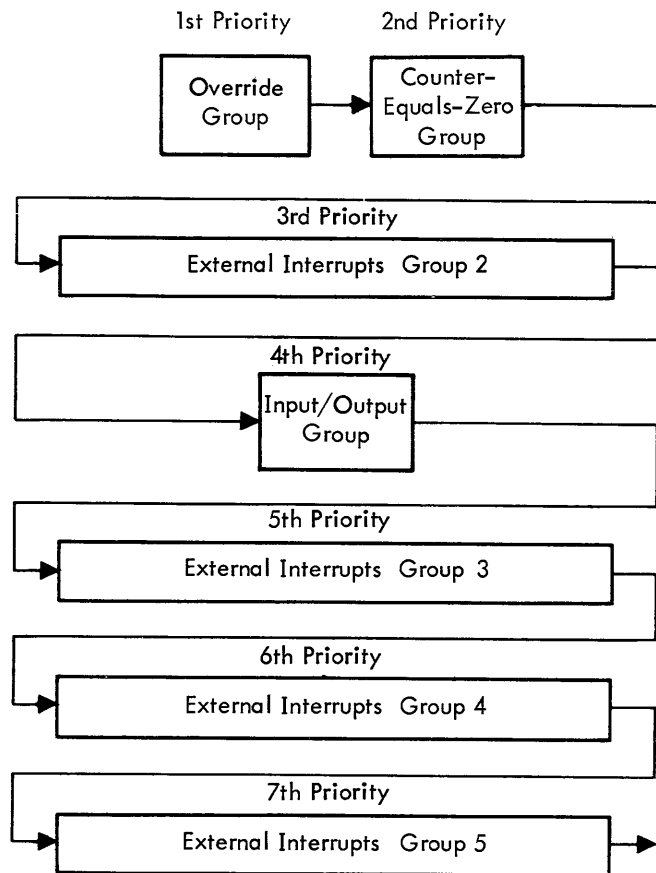 1st Priority
2nd Priority
Override
Group
Counter-
Equals-Zero
Group
3rd Priority
External Interrupts Group 2
4th Priority
Input/Output
Group
5th Priority
External Interrupts Group 3
6th Priority
External Interrupts Group 4
7th Priority
External Interrupts Group 5